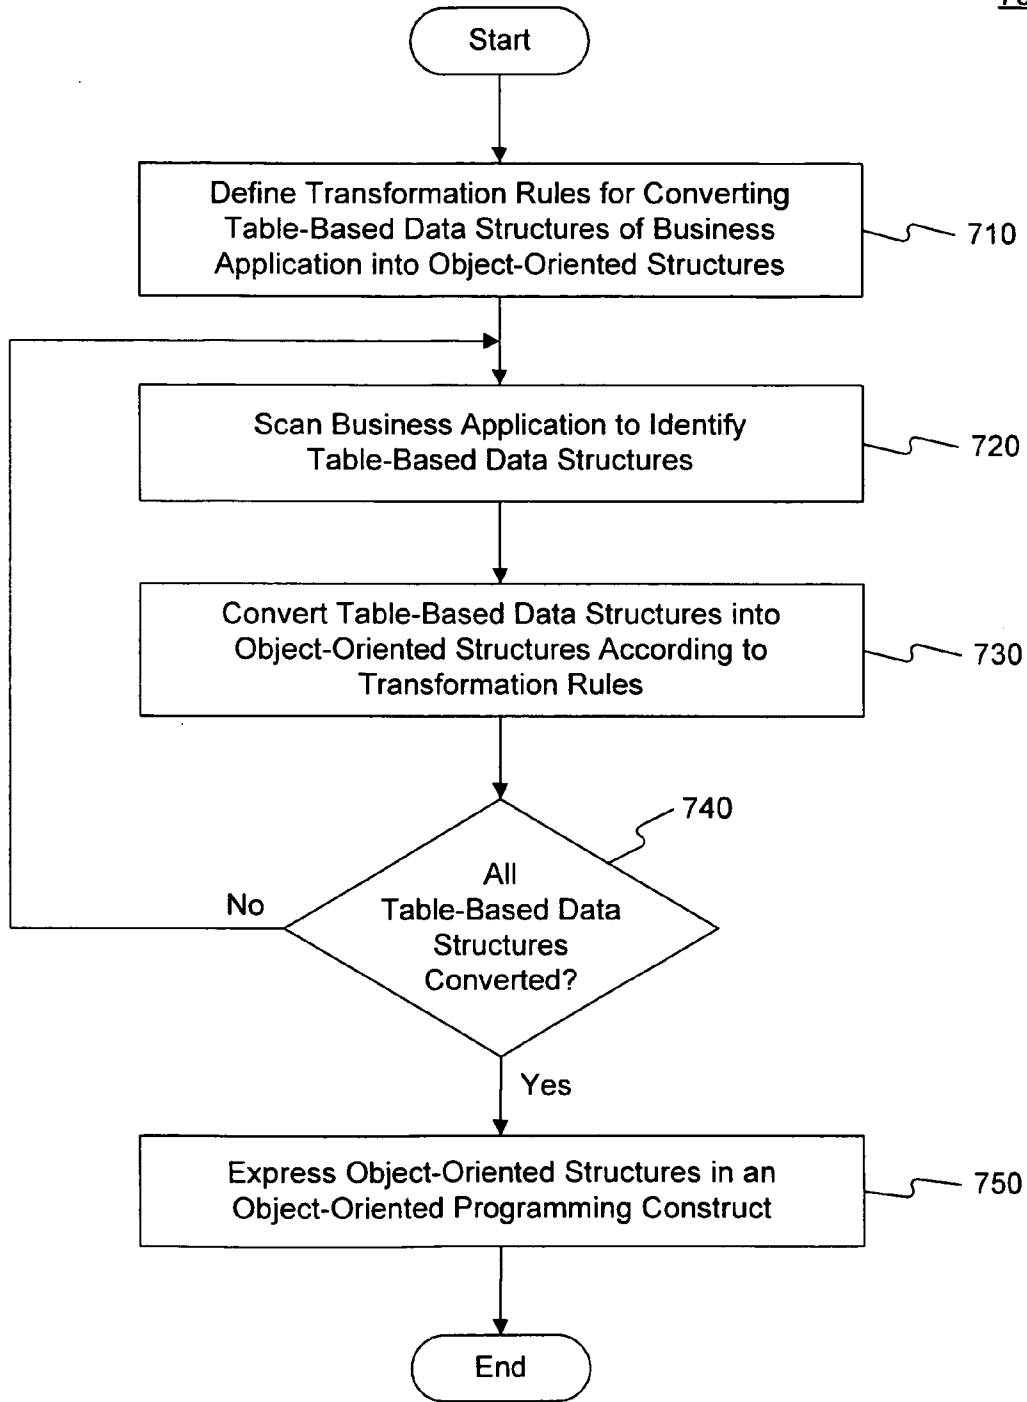 Start
Define Transformation Rules for Converting
Table-Based Data Structures of Business
Application into Object-Oriented Structures
710
Scan Business Application to Identify
Table-Based Data Structures
720
Convert Table-Based Data Structures into
Object-Oriented Structures According to
Transformation Rules
730
740
All
Table-Based Data
Structures
Converted?
No
Yes
Express Object-Oriented Structures in an
Object-Oriented Programming Construct
750
End